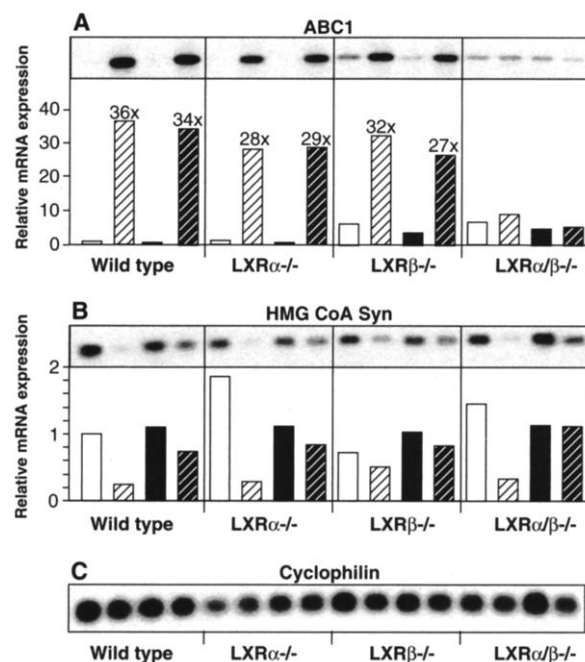 A
ABC1
Relative mRNA expression
40
30
20
10
0
36x
34x
28x
29x
32x
27x
Wild type
LXRα-/-
LXRβ-/-
LXRα/β-/-
B
HMG CoA Syn
Relative mRNA expression
2
1
0
Wild type
LXRα-/-
LXRβ-/-
LXRα/β-/-
C
Cyclophilin
Wild type
LXRα-/-
LXRβ-/-
LXRα/β-/-